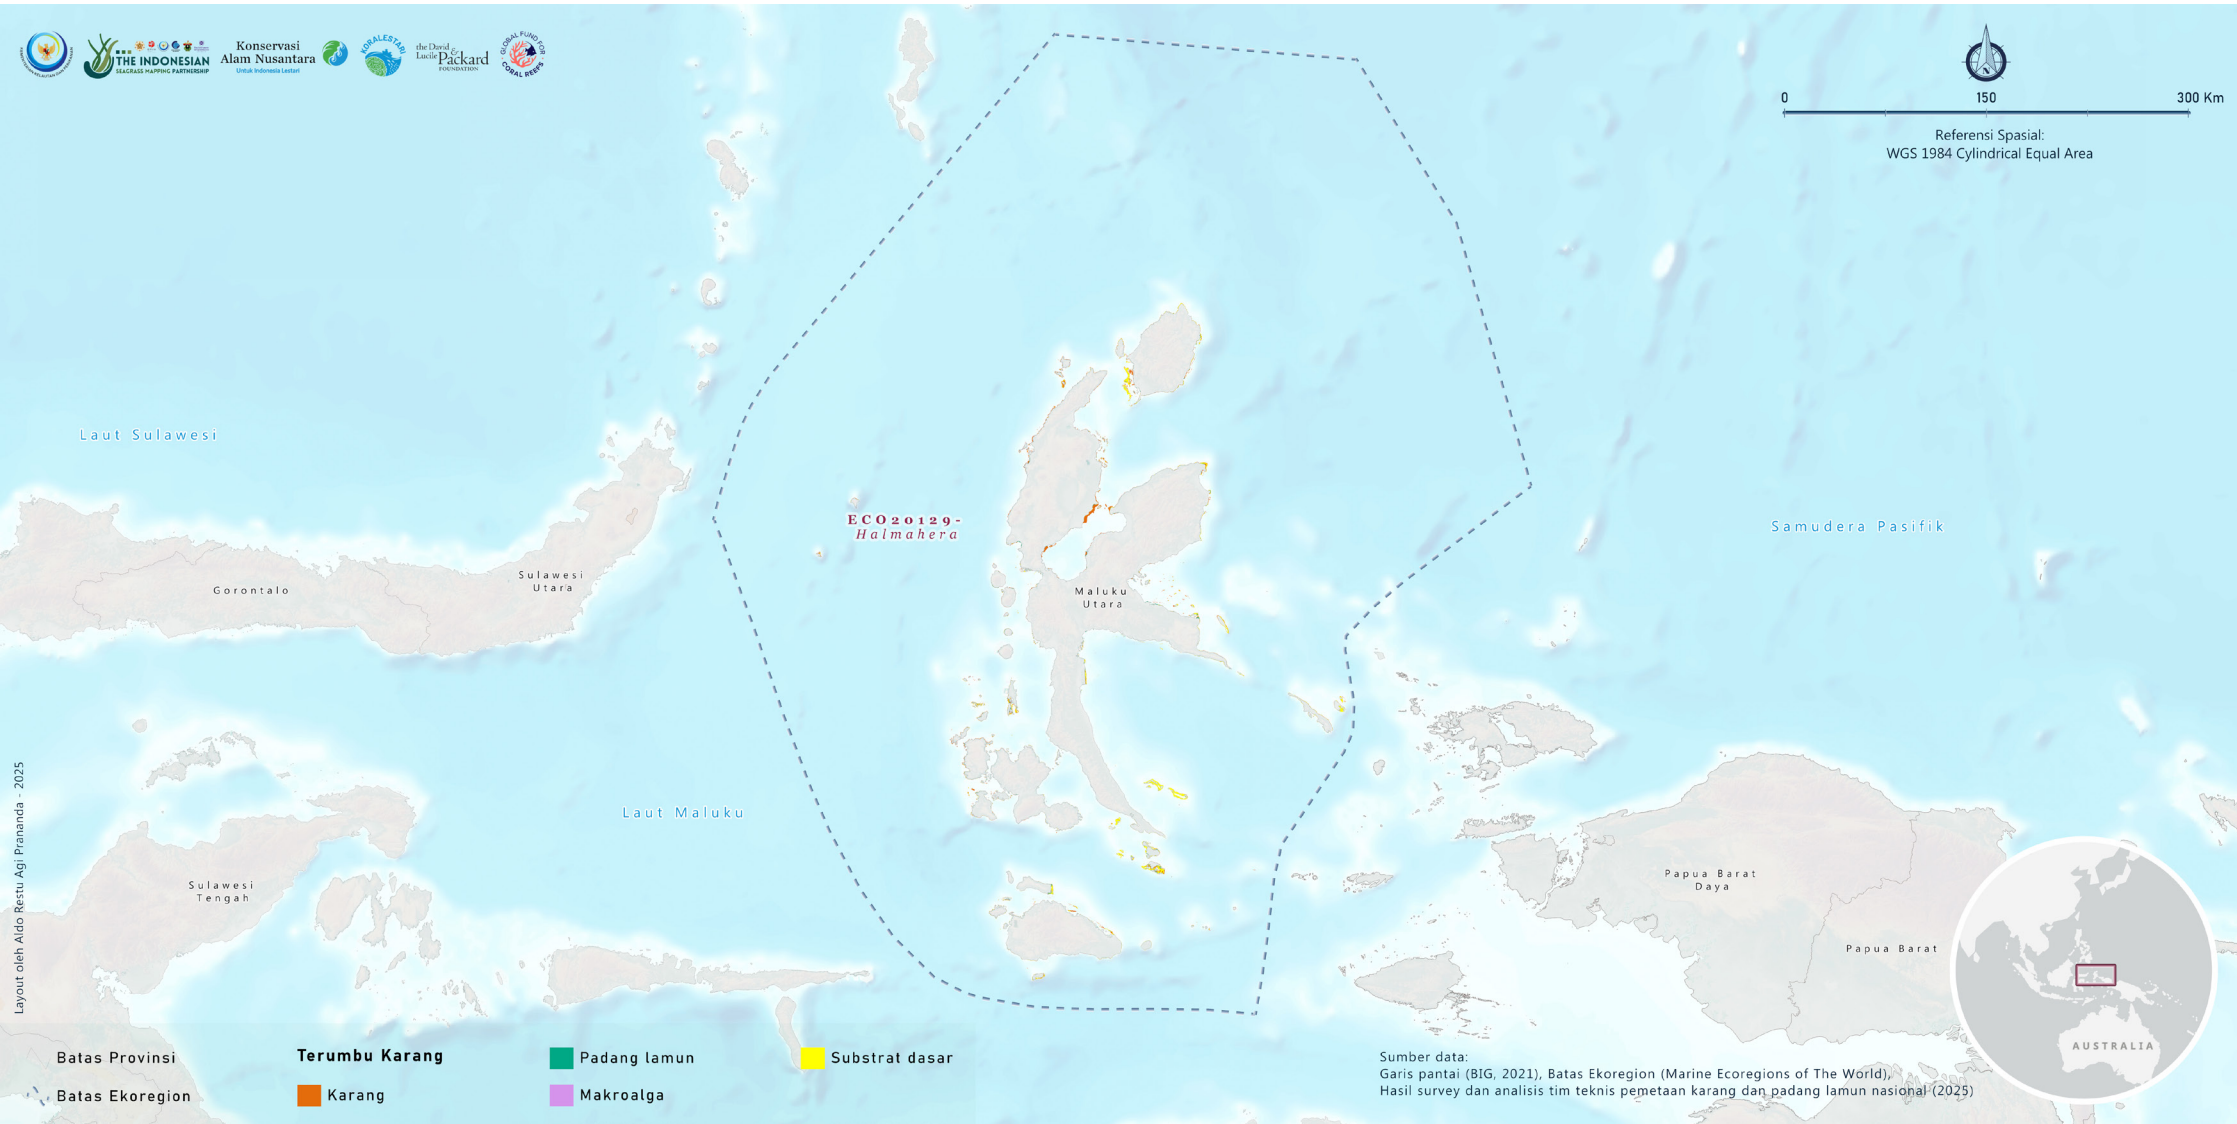 THE INDONESIAN
SEAGRASS MAPPING PARTNERSHIP
Konservasi
Alam Nusantara
Untuk Indonesia Lestari
KORALESTARI
the David & Lucile Packard
FOUNDATION
GLOBAL FUND FOR
CORAL REEFS
N
0 150 300 Km
Referensi Spasial:
WGS 1984 Cylindrical Equal Area
Laut Sulawesi
ECO20129-
Halmahera
Samudera Pasifik
Gorontalo
Sulawesi
Utara
Maluku
Utara
Laut Maluku
Sulawesi
Tengah
Papua Barat
Daya
Papua Barat
AUSTRALIA
Layout oleh Aldo Restu Agi Prananda - 2025
Batas Provinsi
Batas Ekoregion
Terumbu Karang
Karang
Padang lamun
Makroalga
Substrat dasar
Sumber data:
Garis pantai (BIG, 2021), Batas Ekoregion (Marine Ecoregions of The World),
Hasil survey dan analisis tim teknis pemetaan karang dan padang lamun nasional (2025)